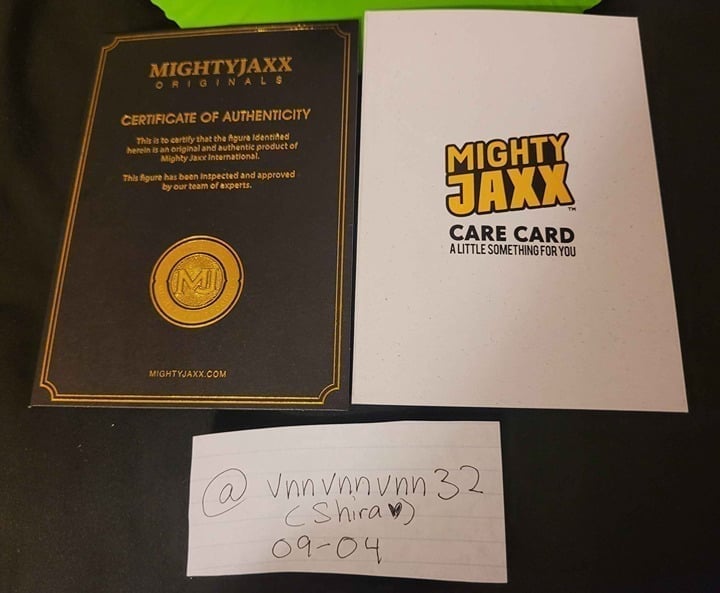 MIGHTYJAXX
ORIGINALS
CERTIFICATE OF AUTHENTICITY
This is to certify that the figure identified
herein is an original and authentic product of
Mighty Jaxx International.
This figure has been inspected and approved
by our team of experts.
MJ
MIGHTYJAXX.COM
MIGHTY
JAXX
TM
CARE CARD
A LITTLE SOMETHING FOR YOU
@ vnnvnnvnn32
(Shira♥)
09-04